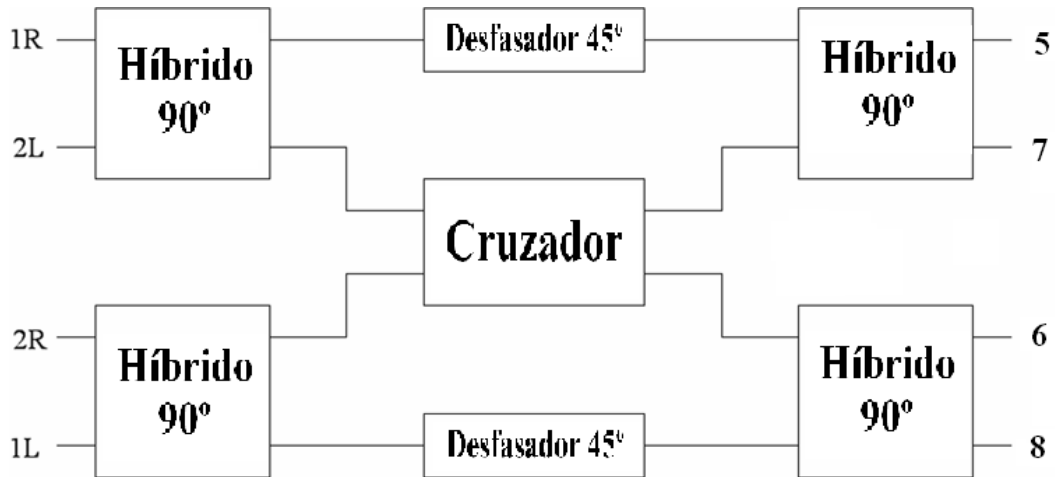 1R
Híbrido
90º
2L
Desfasador 45º
Híbrido
90º
5
7
Cruzador
2R
Híbrido
90º
1L
Desfasador 45º
Híbrido
90º
6
8